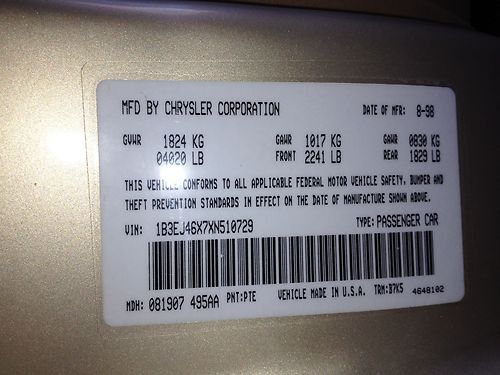 MFD BY CHRYSLER CORPORATION DATE OF MFR: 8-98
GVWR 1824 KG GAWR 1017 KG GAWR 0830 KG
04020 LB FRONT 2241 LB REAR 1829 LB
THIS VEHICLE CONFORMS TO ALL APPLICABLE FEDERAL MOTOR VEHICLE SAFETY, BUMPER AND
THEFT PREVENTION STANDARDS IN EFFECT ON THE DATE OF MANUFACTURE SHOWN ABOVE.
VIN: 1B3EJ46X7XN510729 TYPE: PASSENGER CAR
MDH: 081907 495AA PNT:PTE VEHICLE MADE IN U.S.A. TRM:B7K5 4648102